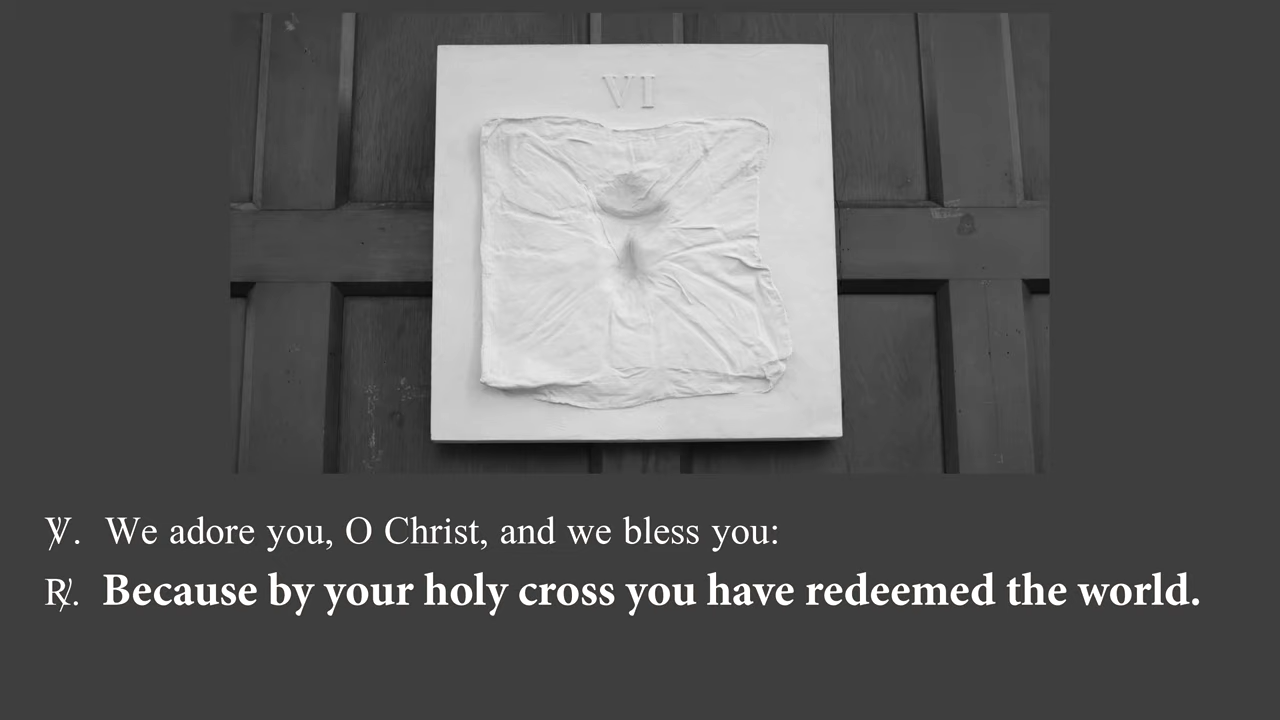 VI
℣. We adore you, O Christ, and we bless you:
℟. Because by your holy cross you have redeemed the world.